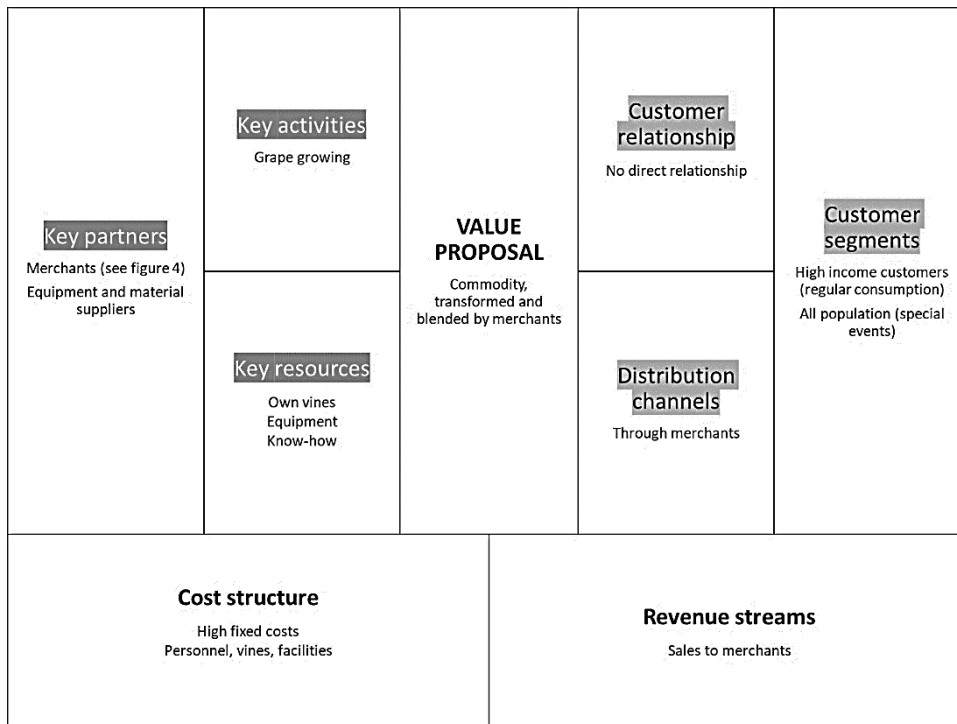 Key partners
Merchants (see figure 4)
Equipment and material
suppliers
Key activities
Grape growing
Key resources
Own vines
Equipment
Know-how
VALUE
PROPOSAL
Commodity,
transformed and
blended by merchants
Customer
relationship
No direct relationship
Distribution
channels
Through merchants
Customer
segments
High income customers
(regular consumption)
All population (special
events)
Cost structure
High fixed costs
Personnel, vines, facilities
Revenue streams
Sales to merchants